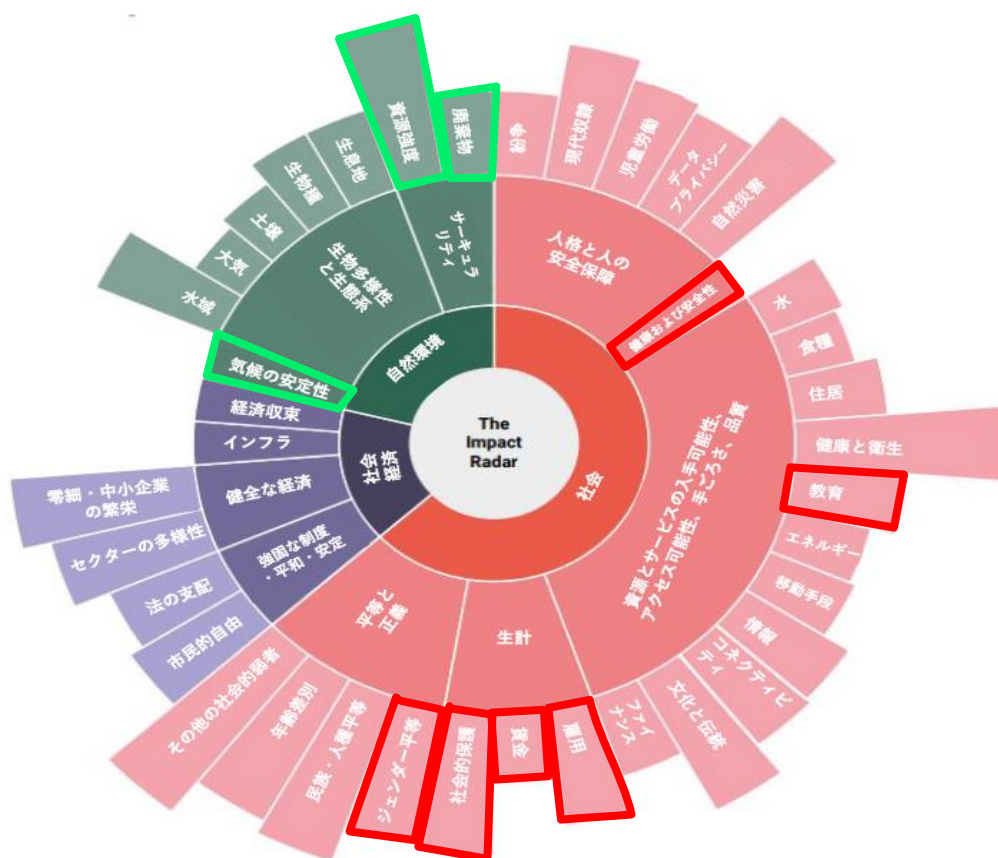 The
Impact
Radar
自然環境
サーキュラ
リティ
資源強度
廃棄物
生物多様性
と生態系
生息地
生物種
土壌
大気
水域
気候の安定性
社会
経済
経済収束
インフラ
健全な経済
零細・中小企業
の繁栄
セクターの多様性
強固な制度
・平和・安定
法の支配
市民的自由
社会
人格と人の
安全保障
紛争
現代奴隷
児童労働
データ
プライバシー
自然災害
健康および安全性
資源とサービスの入手可能性、
アクセス可能性、手ごろさ、品質
水
食糧
住居
健康と衛生
教育
エネルギー
移動手段
情報
コネクティビ
ティ
文化と伝統
ファイ
ナンス
生計
雇用
賃金
社会的保護
平等と
正義
ジェンダー平等
民族・人種平等
年齢差別
その他の社会的弱者